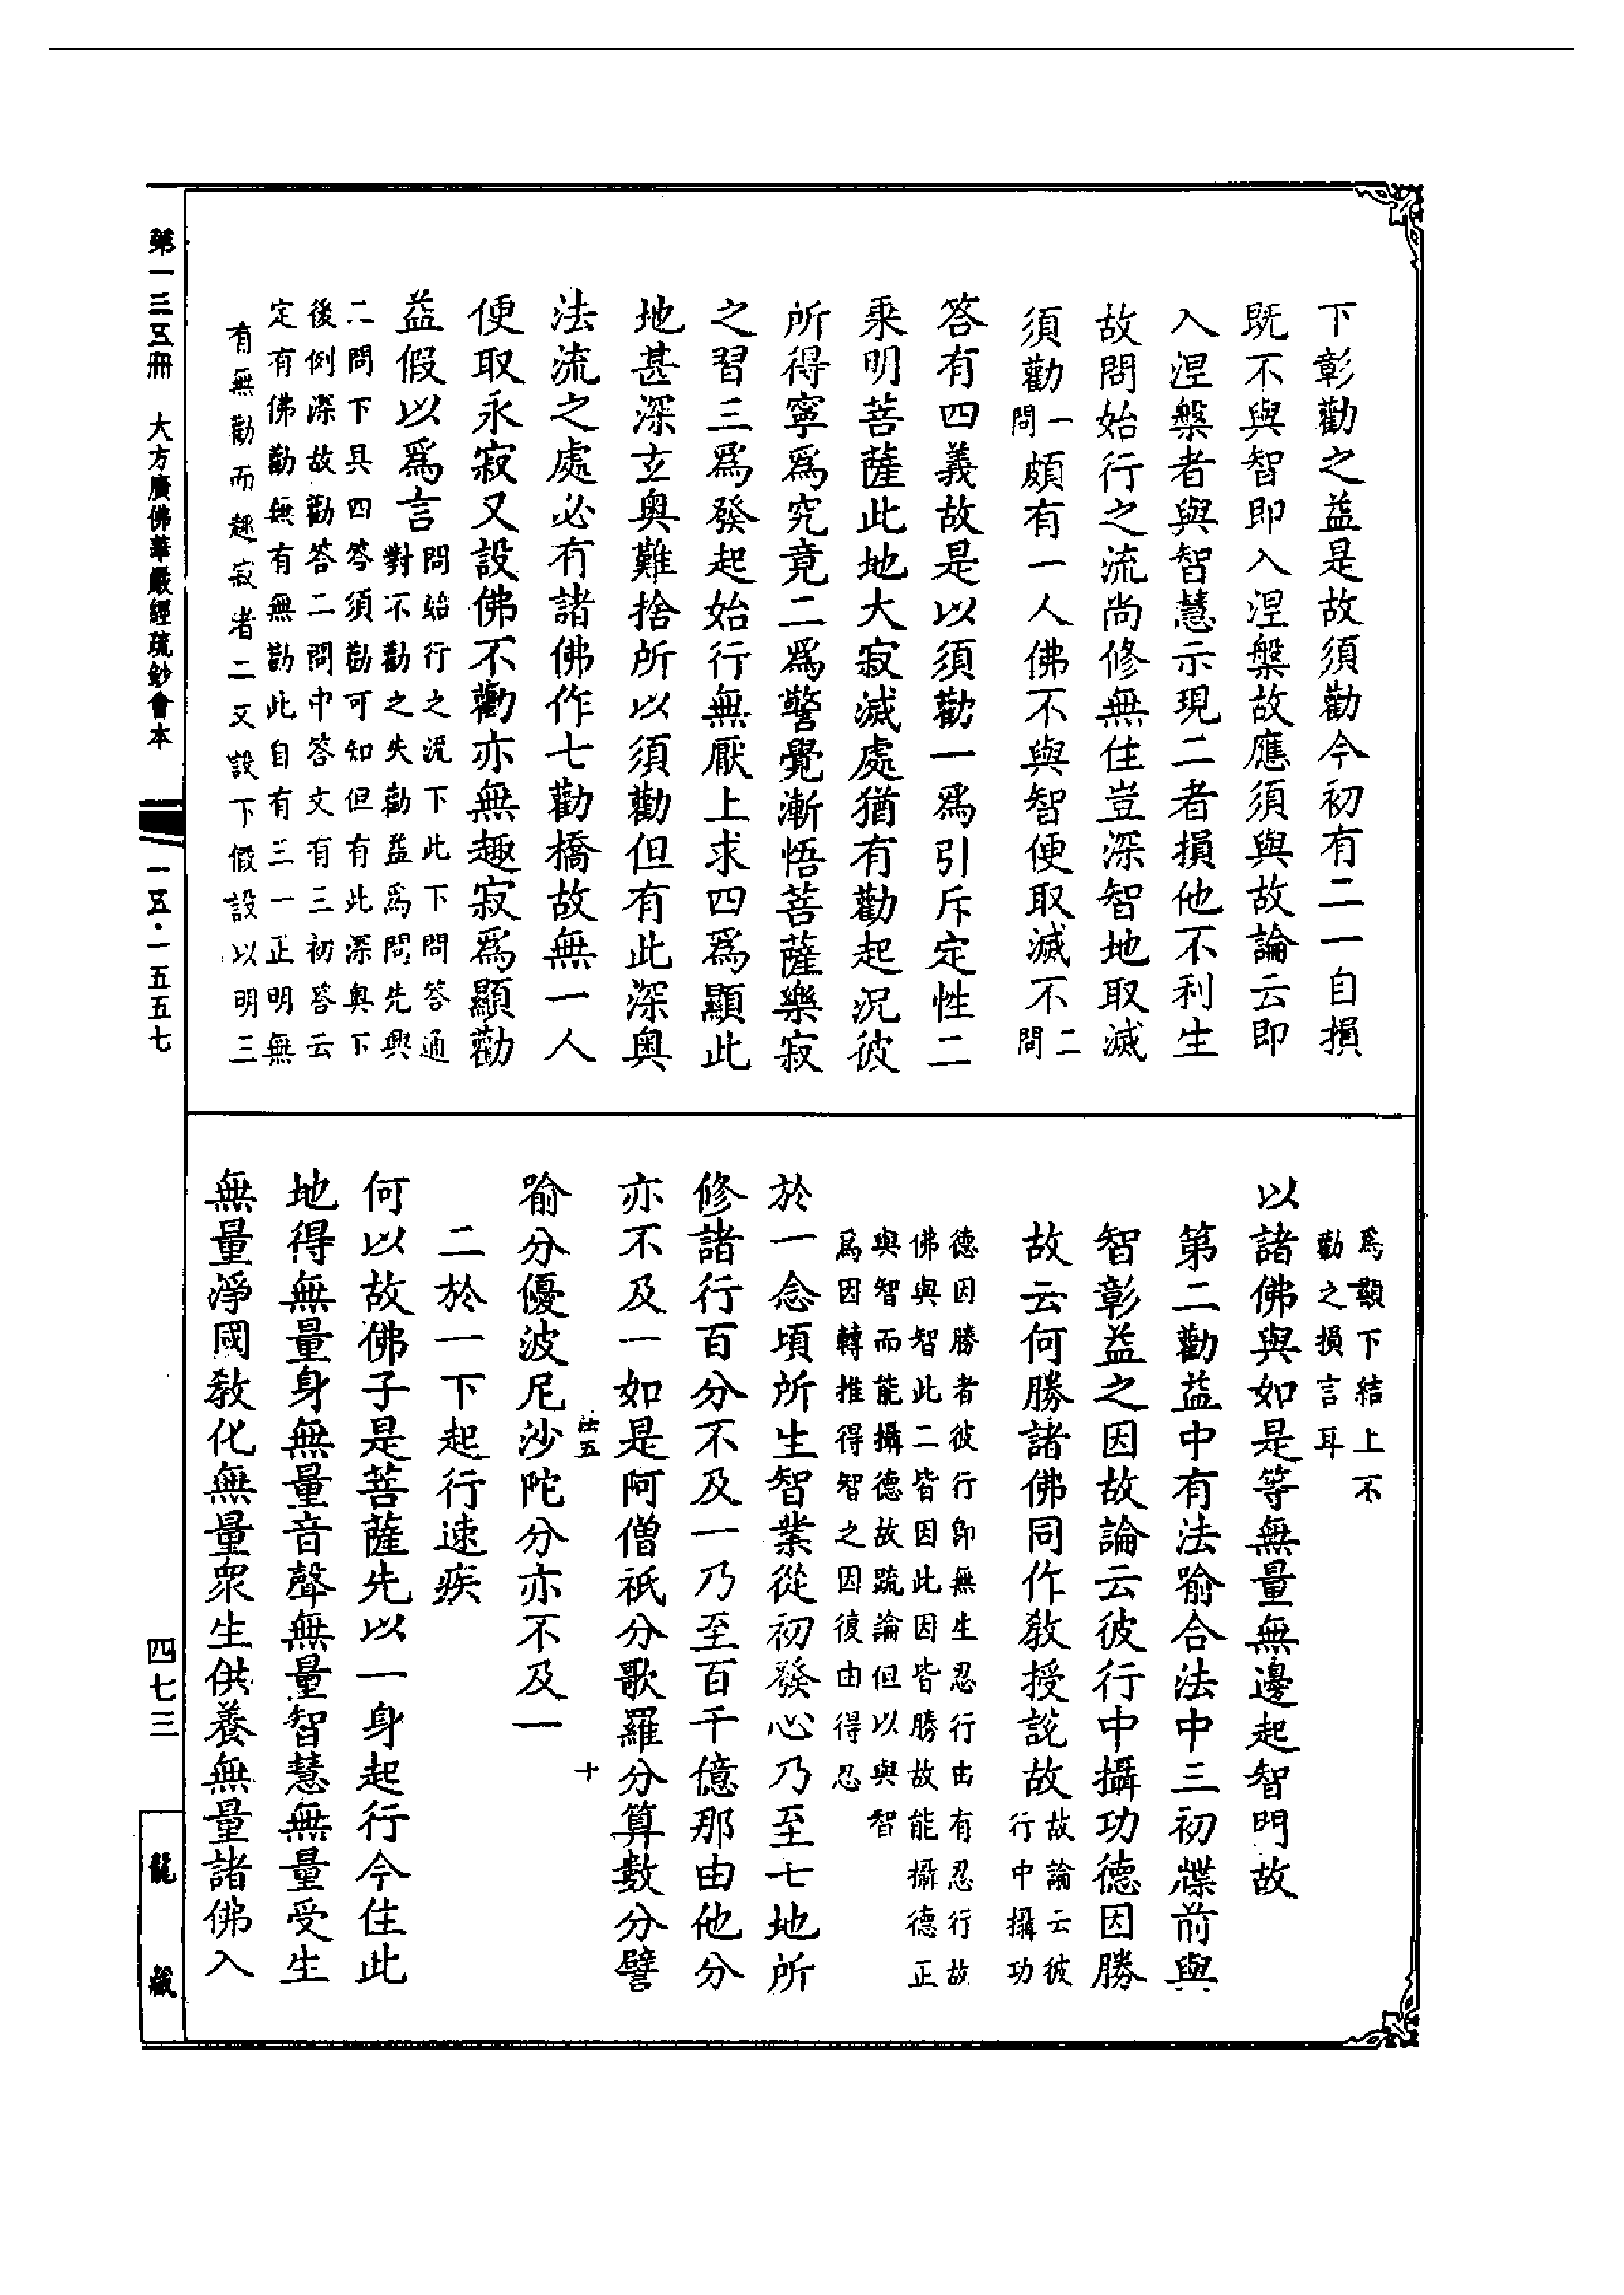 下彰勸之益是故須勸今初有二一自損
既不與智即入涅槃故應須與故論云即
入涅槃者與智慧示現二者損他不利生
故問始行之流尚修無住豈深智地取滅
須勸一問頗有一人佛不與智便取滅不二問
答有四義故是以須勸一爲引斥定性二
乘明菩薩此地大寂滅處猶有勸起況彼
所得寧爲究竟二爲警覺漸悟菩薩樂寂
之習三爲發起始行無厭上求四爲顯此
地甚深玄奧難捨所以須勸但有此深奧
法流之處必有諸佛作七勸橋故無一人
便取永寂又設佛不勸亦無趣寂爲顯勸
益假以爲言問始行之流下此下問答通
對不勸之失勸益爲問先興
二問下具四答須勸可知但有此深奧下
後例深故勸答二問中答文有三初答云
定有佛勸無有無勸此自有三一正明無
有無勸而趣寂者二又設下假設以明三
爲顯下結上不
勸之損言耳
以諸佛與如是等無量無邊起智門故
第二勸益中有法喻合法中三初牒前與
智彰益之因故論云彼行中攝功德因勝
故云何勝諸佛同作敎授說故故論云彼
行中攝功
德因勝者彼行即無生忍行由有忍行故
佛與智此二皆因此因皆勝故能攝德正
與智而能攝德故䟽論但以與智
爲因轉推得智之因復由得忍
於一念頃所生智業從初發心乃至七地所
修諸行百分不及一乃至百千億那由他分
亦不及一如是阿僧祇分歌羅分算數分譬
法五 十
喻分優波尼沙陀分亦不及一
二於一下起行速疾
何以故佛子是菩薩先以一身起行今住此
地得無量身無量音聲無量智慧無量受生
無量淨國敎化無量衆生供養無量諸佛入
第一三五冊 大方廣佛華嚴經疏鈔會本 一五·一五五七
四七三
龍藏